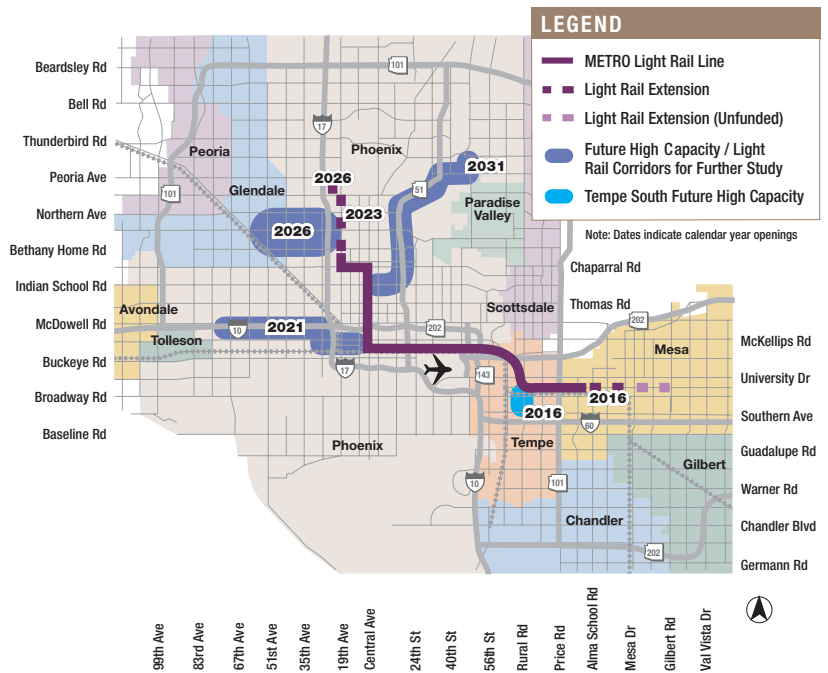 LEGEND
METRO Light Rail Line
Light Rail Extension
Light Rail Extension (Unfunded)
Future High Capacity / Light
Rail Corridors for Further Study
Tempe South Future High Capacity
Note: Dates indicate calendar year openings
Beardsley Rd
Bell Rd
Thunderbird Rd
Peoria Ave
Northern Ave
Bethany Home Rd
Indian School Rd
McDowell Rd
Buckeye Rd
Broadway Rd
Baseline Rd
101
17
Phoenix
Peoria
101
Glendale
2026
2023
2026
51
2031
Paradise
Valley
Chaparral Rd
Scottsdale
Thomas Rd
202
Avondale
Tolleson
10
2021
17
202
143
Mesa
McKellips Rd
University Dr
Southern Ave
Guadalupe Rd
Warner Rd
Chandler Blvd
Germann Rd
2016
2016
60
Phoenix
Tempe
Gilbert
10
101
Chandler
202
99th Ave
83rd Ave
67th Ave
51st Ave
35th Ave
19th Ave
Central Ave
24th St
40th St
56th St
Rural Rd
Price Rd
Alma School Rd
Mesa Dr
Gilbert Rd
Val Vista Dr